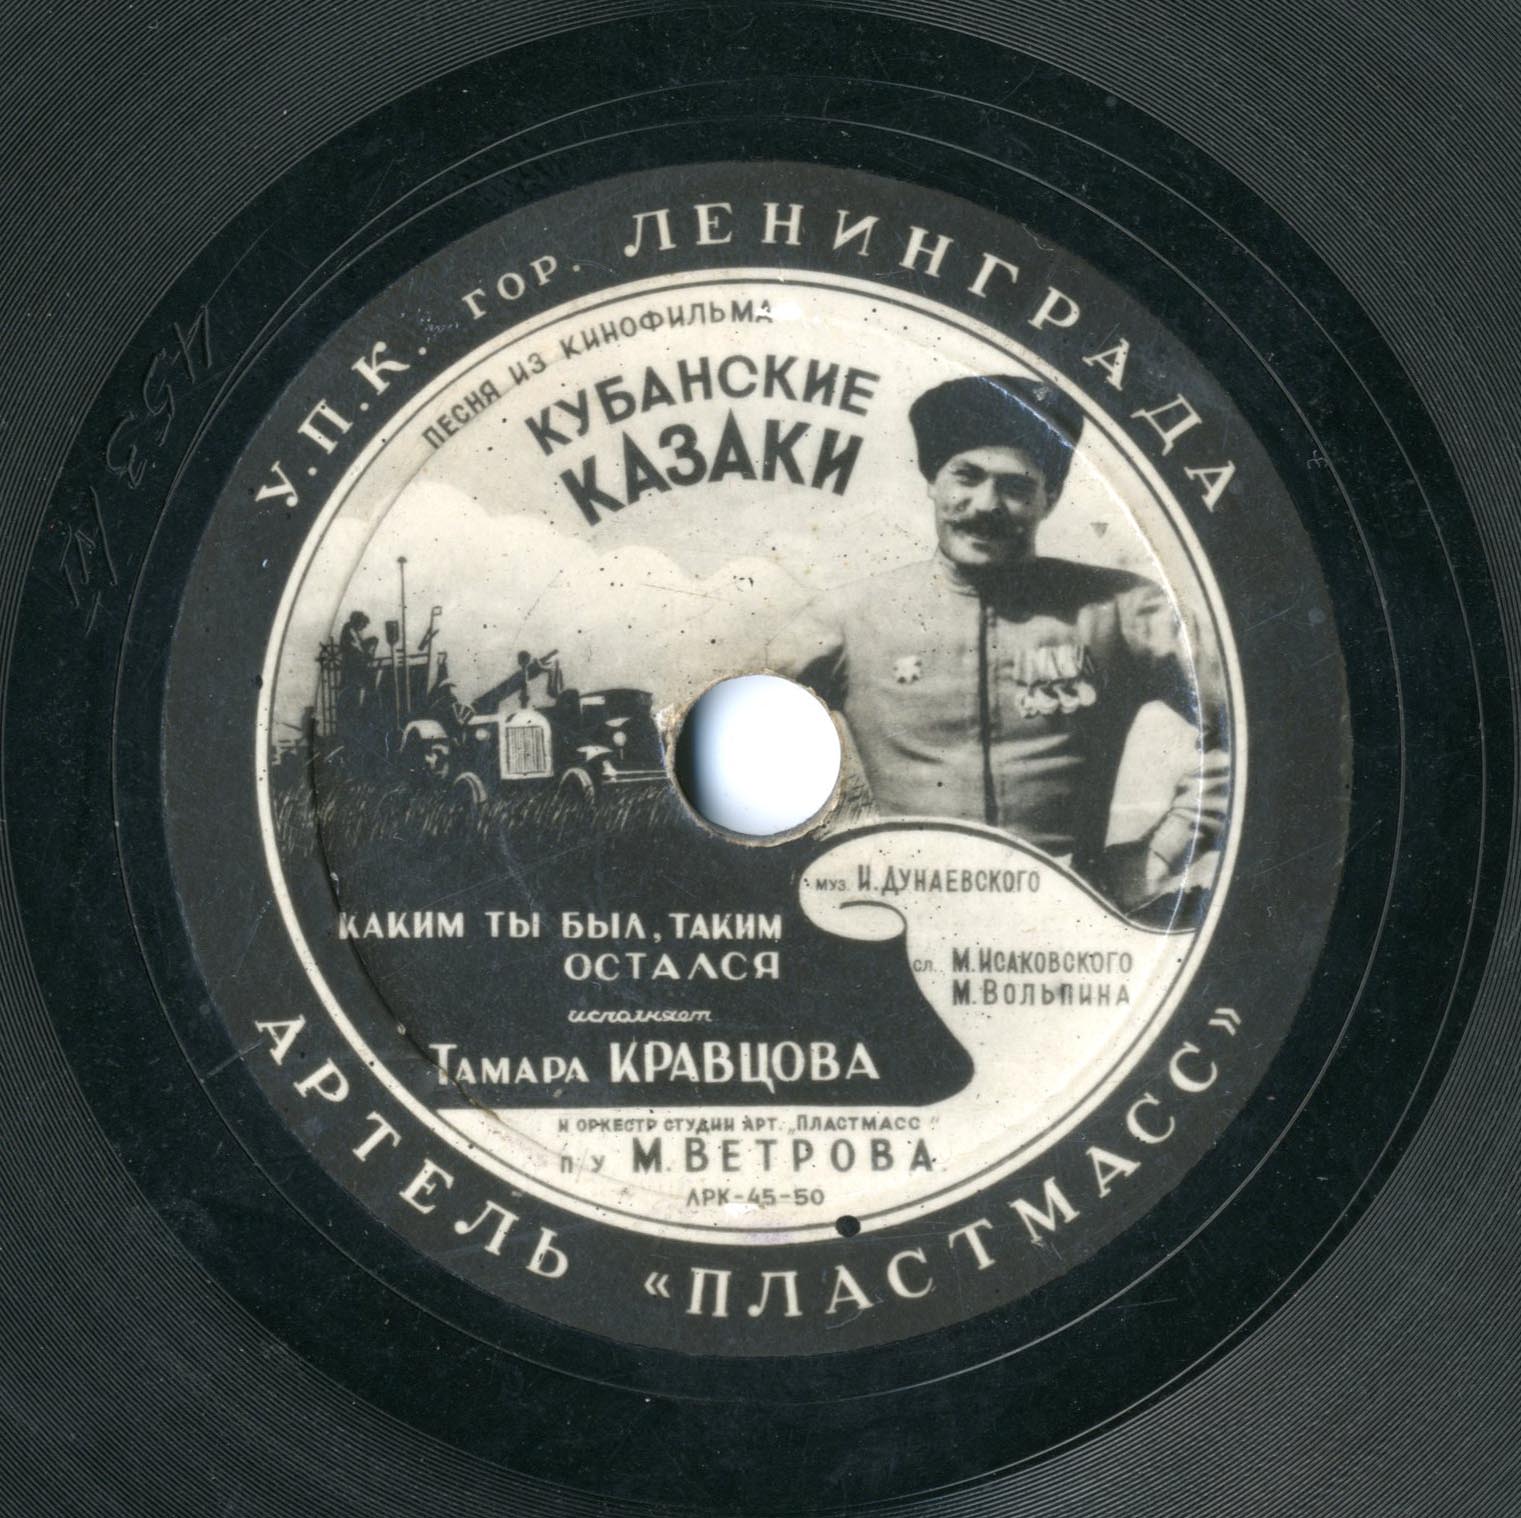 У.П.К. ГОР. ЛЕНИНГРАДА
ПЕСНЯ ИЗ КИНОФИЛЬМА
КУБАНСКИЕ
КАЗАКИ
МУЗ. И. ДУНАЕВСКОГО
КАКИМ ТЫ БЫЛ, ТАКИМ
ОСТАЛСЯ
СЛ. М. ИСАКОВСКОГО
М. ВОЛЬПИНА
исполняет
ТАМАРА КРАВЦОВА
И ОРКЕСТР СТУДИИ АРТ. „ПЛАСТМАСС"
П/У М. ВЕТРОВА
ЛРК-45-50
АРТЕЛЬ «ПЛАСТМАСС»